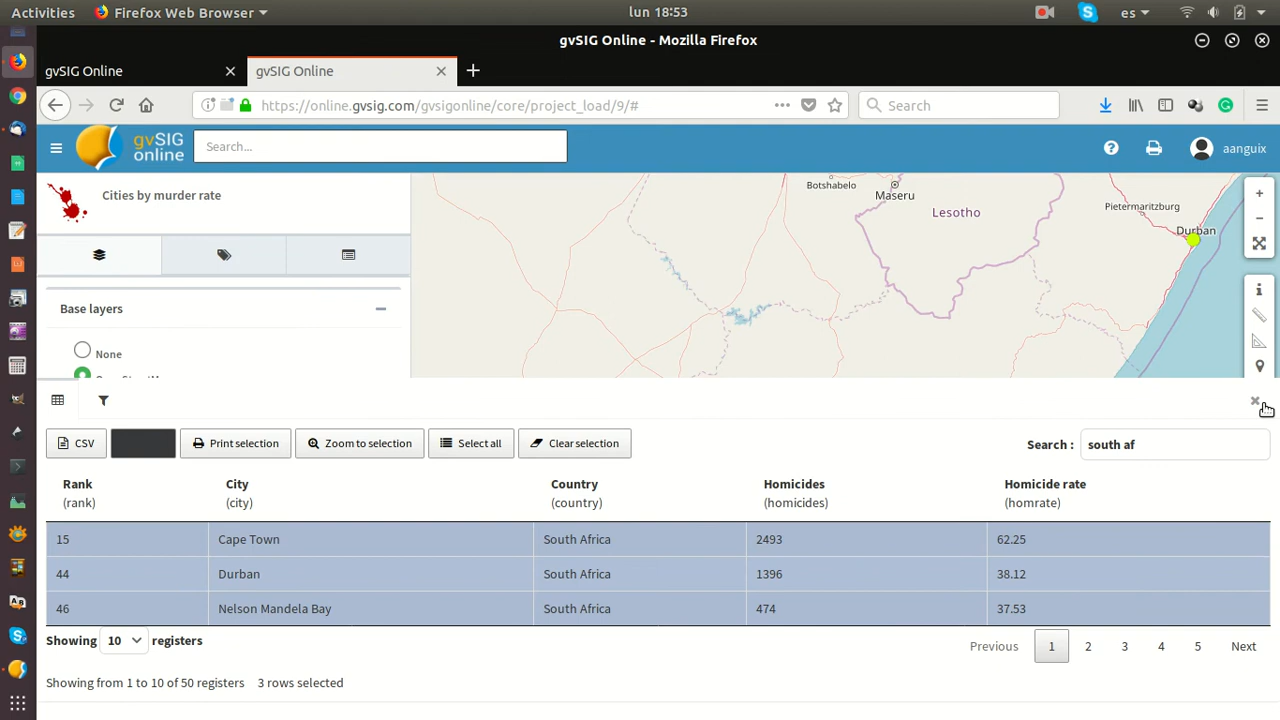 Activities Firefox Web Browser lun 18:53 es
gvSIG Online - Mozilla Firefox
gvSIG Online gvSIG Online
https://online.gvsig.com/gvsigonline/core/project_load/9/# Search
gvSIG online Search... aanguix
Cities by murder rate
Botshabelo
Maseru
Lesotho
Pietermaritzburg
Durban
Base layers
None
CSV Print selection Zoom to selection Select all Clear selection Search : south af
Rank City Country Homicides Homicide rate
(rank) (city) (country) (homicides) (homrate)
15 Cape Town South Africa 2493 62.25
44 Durban South Africa 1396 38.12
46 Nelson Mandela Bay South Africa 474 37.53
Showing 10 registers Previous 1 2 3 4 5 Next
Showing from 1 to 10 of 50 registers 3 rows selected